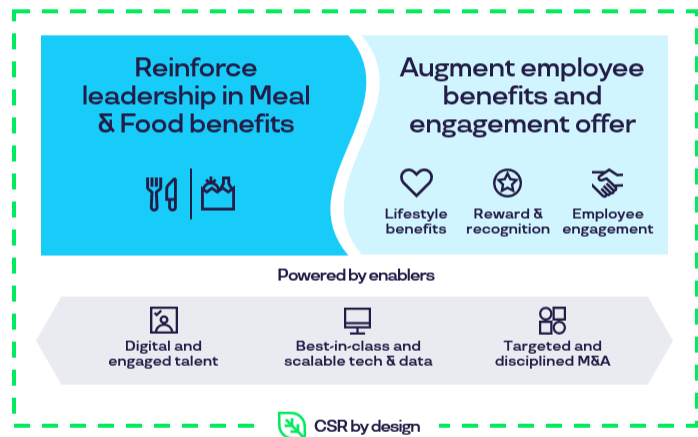 Reinforce
leadership in Meal
& Food benefits
Augment employee
benefits and
engagement offer
Lifestyle
benefits
Reward &
recognition
Employee
engagement
Powered by enablers
Digital and
engaged talent
Best-in-class and
scalable tech & data
Targeted and
disciplined M&A
CSR by design